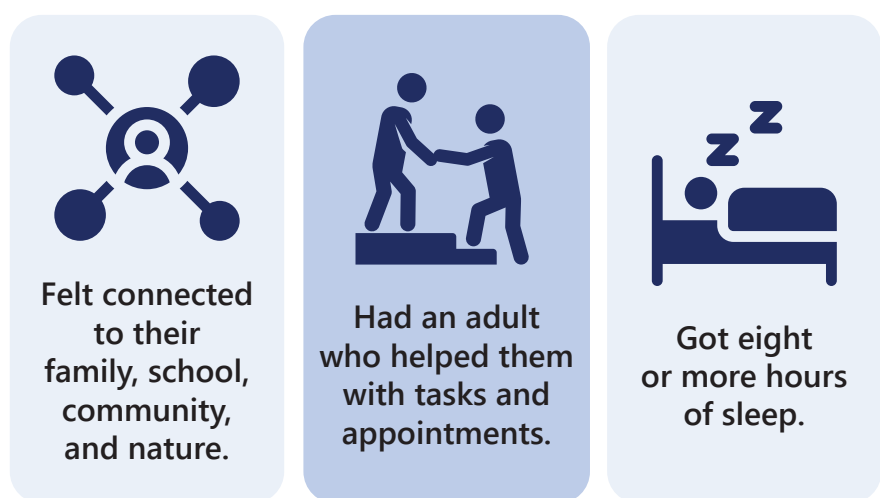 Felt connected
to their
family, school,
community,
and nature.
Had an adult
who helped them
with tasks and
appointments.
Got eight
or more hours
of sleep.